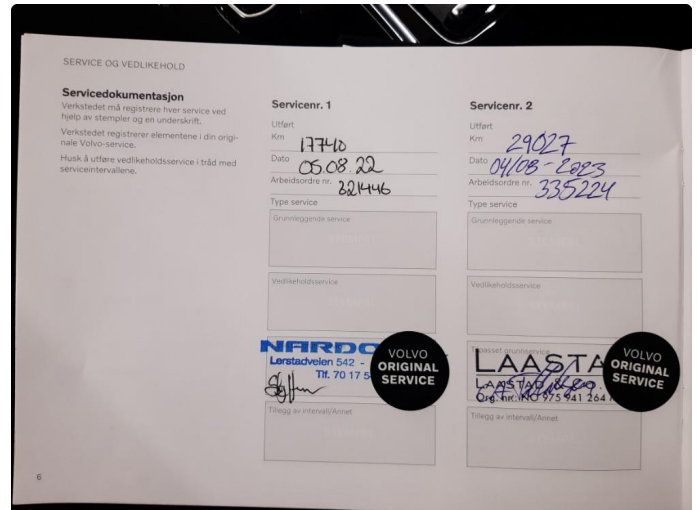 SERVICE OG VEDLIKEHOLD
Servicedokumentasjon
Verkstedet må registrere hver service ved
hjelp av stempler og en underskrift.
Verkstedet registrerer elementene i din origi-
nale Volvo-service.
Husk å utføre vedlikeholdsservice i tråd med
serviceintervallene.
Servicenr. 1
Utført
Km 17740
Dato 05.08.22
Arbeidsordre nr. 321446
Type service
Grunnleggende service
Vedlikeholdsservice
NARDO
Lerstadveien 542 -
Tlf. 70 17 5
VOLVO
ORIGINAL
SERVICE
Tillegg av intervall/Annet
Servicenr. 2
Utført
Km 29027
Dato 04/08-2023
Arbeidsordre nr. 335224
Type service
Grunnleggende service
Vedlikeholdsservice
Tilpasset grunnservice
LAASTA
LAASTAD
Org. nr. NO 975 941 264
VOLVO
ORIGINAL
SERVICE
Tillegg av intervall/Annet
6